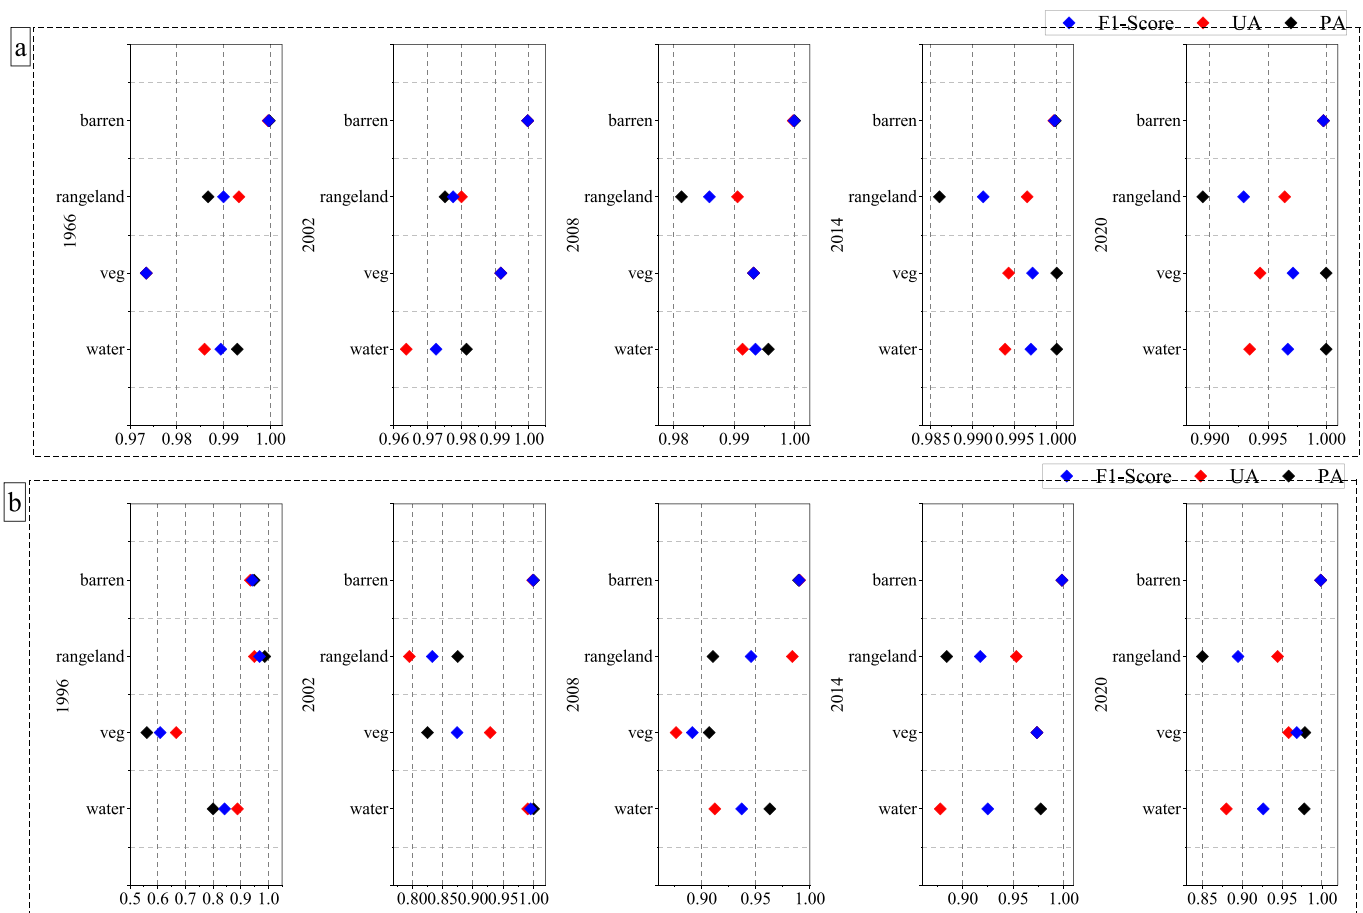 F1-Score UA PA
a
barren barren barren barren barren
rangeland rangeland rangeland rangeland rangeland
1966 2002 2008 2014 2020
veg veg veg veg veg
water water water water water
0.97 0.98 0.99 1.00 0.96 0.97 0.98 0.99 1.00 0.98 0.99 1.00 0.985 0.990 0.995 1.000 0.990 0.995 1.000
F1-Score UA PA
b
barren barren barren barren barren
rangeland rangeland rangeland rangeland rangeland
1996 2002 2008 2014 2020
veg veg veg veg veg
water water water water water
0.5 0.6 0.7 0.8 0.9 1.0 0.80 0.85 0.90 0.95 1.00 0.90 0.95 1.00 0.90 0.95 1.00 0.85 0.90 0.95 1.00